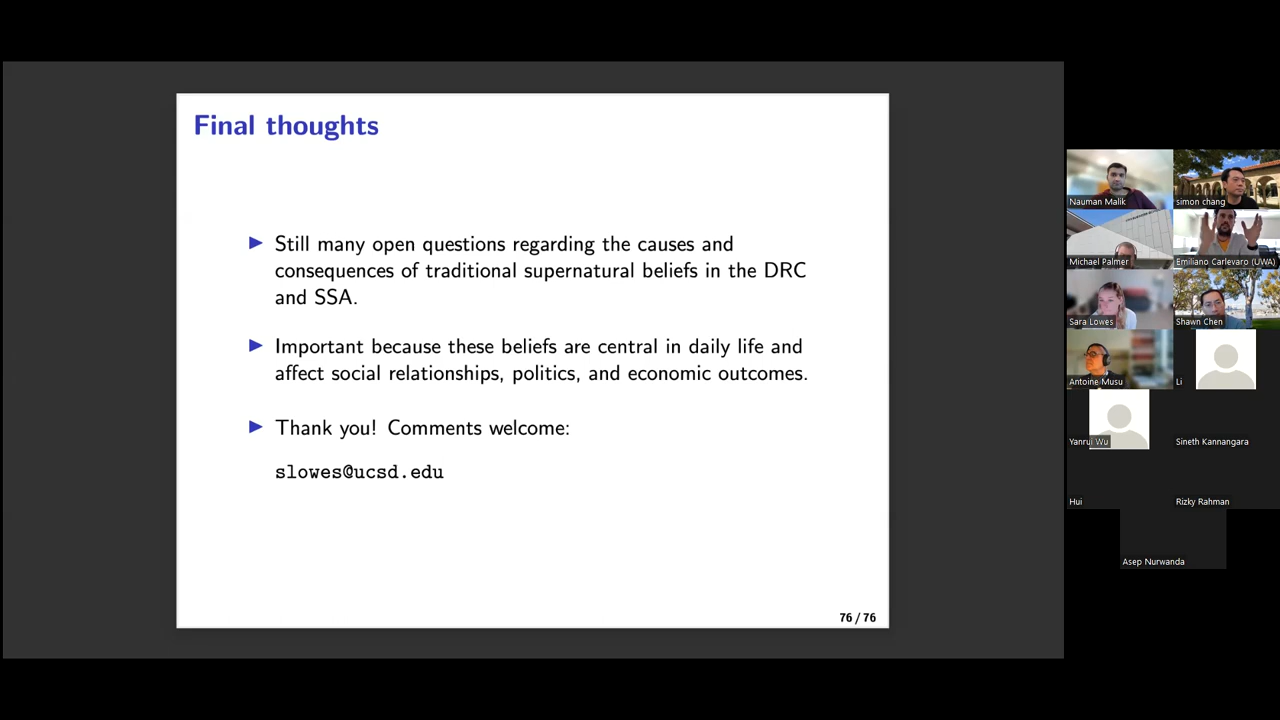 Final thoughts
Still many open questions regarding the causes and
consequences of traditional supernatural beliefs in the DRC
and SSA.
Important because these beliefs are central in daily life and
affect social relationships, politics, and economic outcomes.
Thank you! Comments welcome:
slowes@ucsd.edu
76 / 76
Nauman Malik
simon chang
Michael Palmer
Emiliano Carlevaro (UWA)
Sara Lowes
Shawn Chen
Antoine Musu
Li
Yanrui Wu
Sineth Kannangara
Hui
Rizky Rahman
Asep Nurwanda